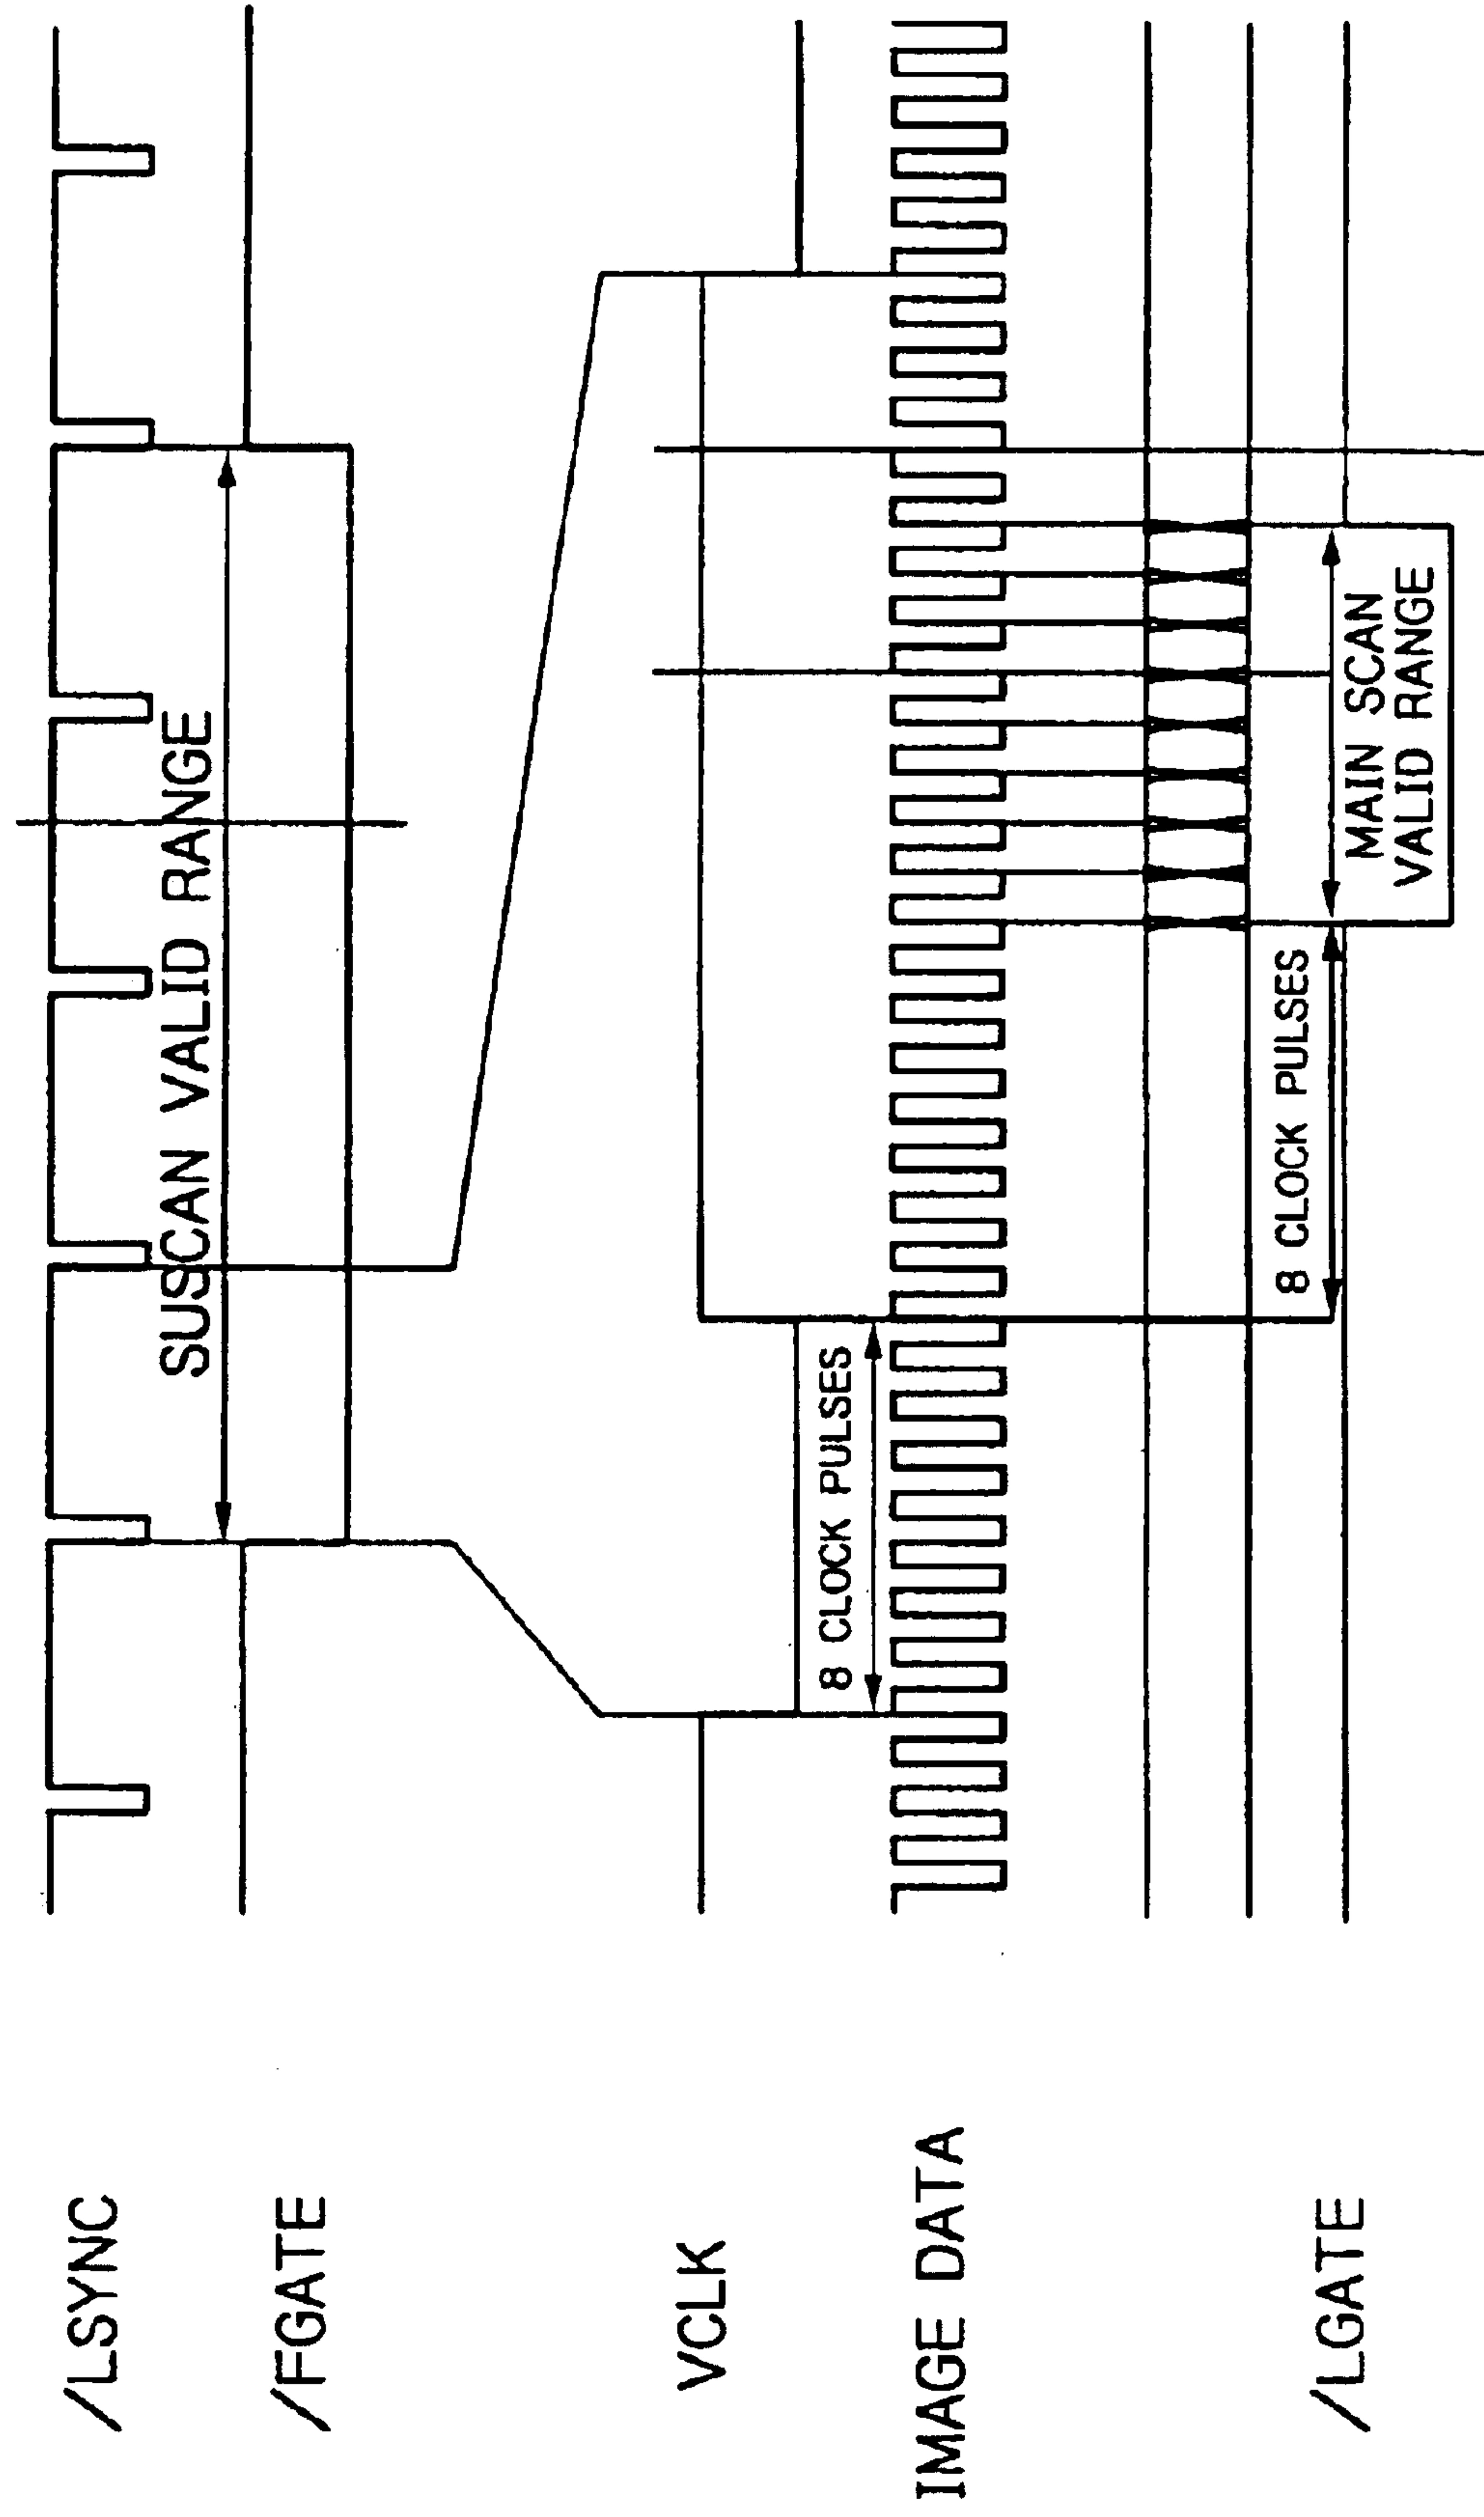 /LSYNC
SUSCAN VALID RANGE
/FGATE
VCLK
8 CLOCK PULSES
IMAGE DATA
8 CLOCK PULSES
MAIN SCAN
VALID RANGE
/LGATE